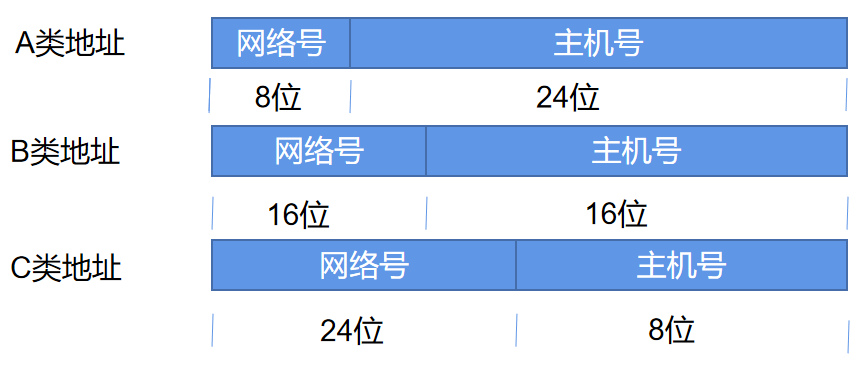 A类地址 网络号 主机号
8位 24位
B类地址 网络号 主机号
16位 16位
C类地址 网络号 主机号
24位 8位